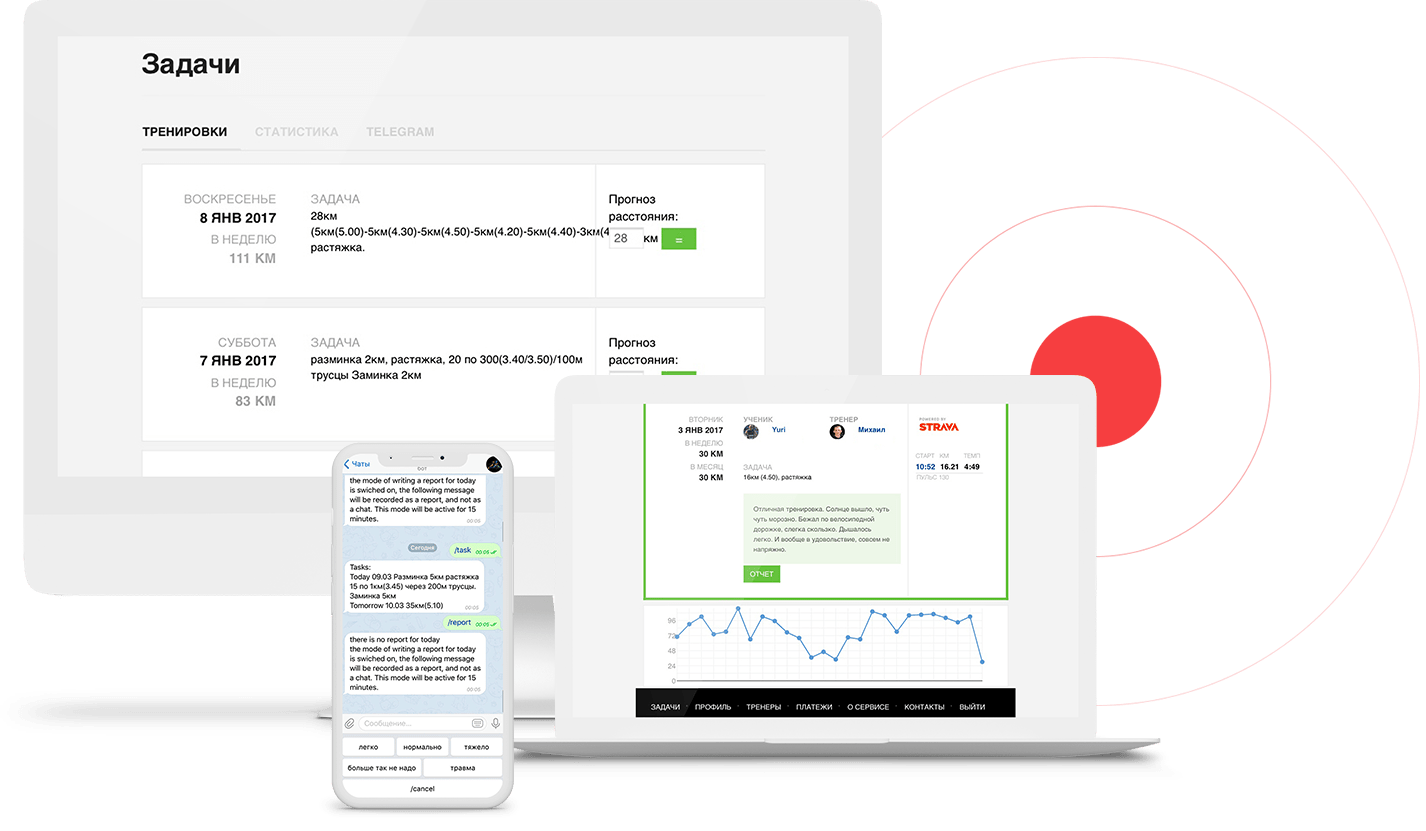 Задачи
ТРЕНИРОВКИ
СТАТИСТИКА
TELEGRAM
ВОСКРЕСЕНЬЕ
8 ЯНВ 2017
В НЕДЕЛЮ
111 КМ
ЗАДАЧА
28км
(5км(5.00)-5км(4.30)-5км(4.50)-5км(4.20)-5км(4.40)-3км(4
растяжка.
Прогноз
расстояния:
28 км =
СУББОТА
7 ЯНВ 2017
В НЕДЕЛЮ
83 КМ
ЗАДАЧА
разминка 2км, растяжка, 20 по 300(3.40/3.50)/100м
трусцы Заминка 2км
Прогноз
расстояния:
Чаты
bot
the mode of writing a report for today
is swiched on, the following message
will be recorded as a report, and not as
a chat. This mode will be active for 15
minutes.
00:05
Сегодня
/task 00:05
Tasks:
Today 09.03 Разминка 5км растяжка
15 по 1км(3.45) через 200м трусцы.
Заминка 5км
Tomorrow 10.03 35км(5.10)
00:05
/report 00:05
there is no report for today
the mode of writing a report for today
is swiched on, the following message
will be recorded as a report, and not as
a chat. This mode will be active for 15
minutes.
00:05
Сообщение...
легко
нормально
тяжело
больше так не надо
травма
/cancel
ВТОРНИК
3 ЯНВ 2017
В НЕДЕЛЮ
30 КМ
В МЕСЯЦ
30 КМ
УЧЕНИК
Yuri
ТРЕНЕР
Михаил
ЗАДАЧА
16км (4.50), растяжка
Отличная тренировка. Солнце вышло, чуть
чуть морозно. Бежал по велосипедной
дорожке, слегка скользко. Дышалось
легко. И вообще в удовольствие, совсем не
напряжно.
ОТЧЕТ
POWERED BY
STRAVA
СТАРТ КМ ТЕМП
10:52 16.21 4:49
ПУЛЬС 130
96
72
48
24
0
ЗАДАЧИ · ПРОФИЛЬ · ТРЕНЕРЫ · ПЛАТЕЖИ · О СЕРВИСЕ · КОНТАКТЫ · ВЫЙТИ